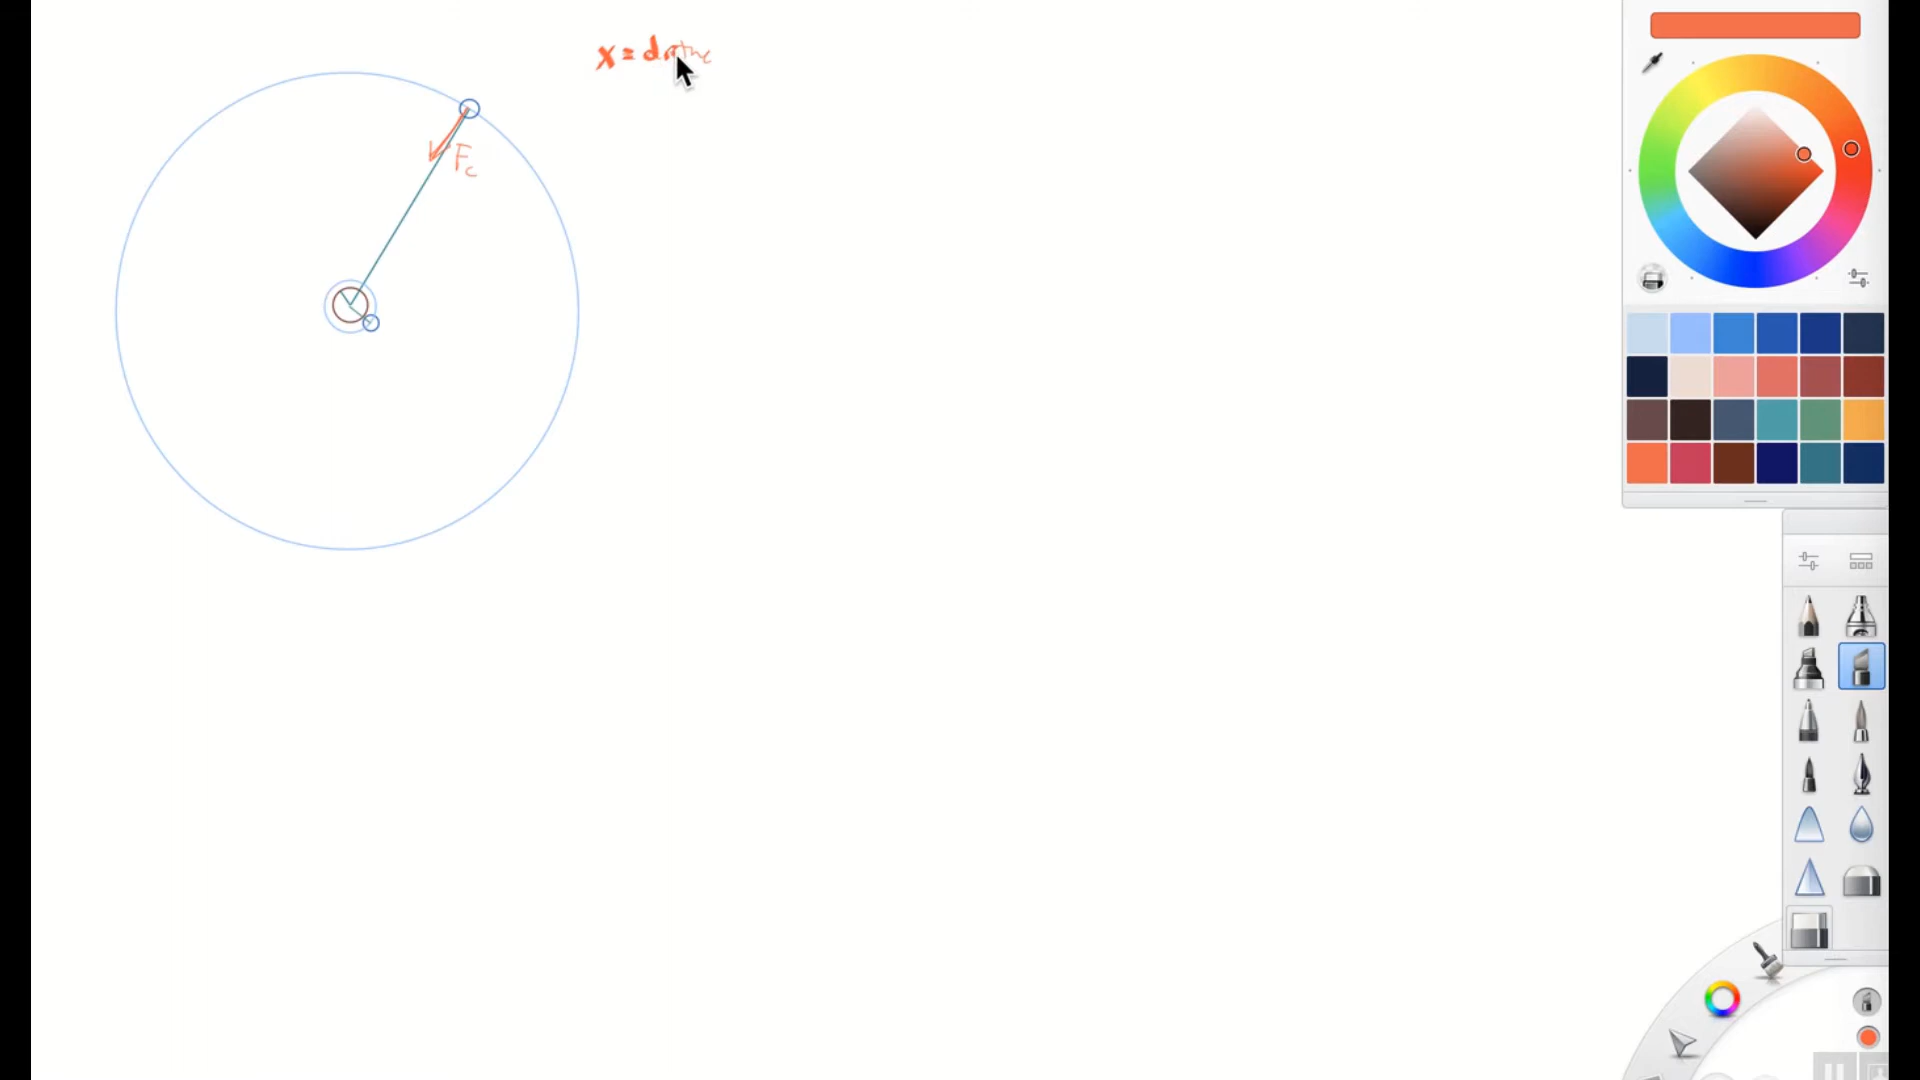 x = d
Fc